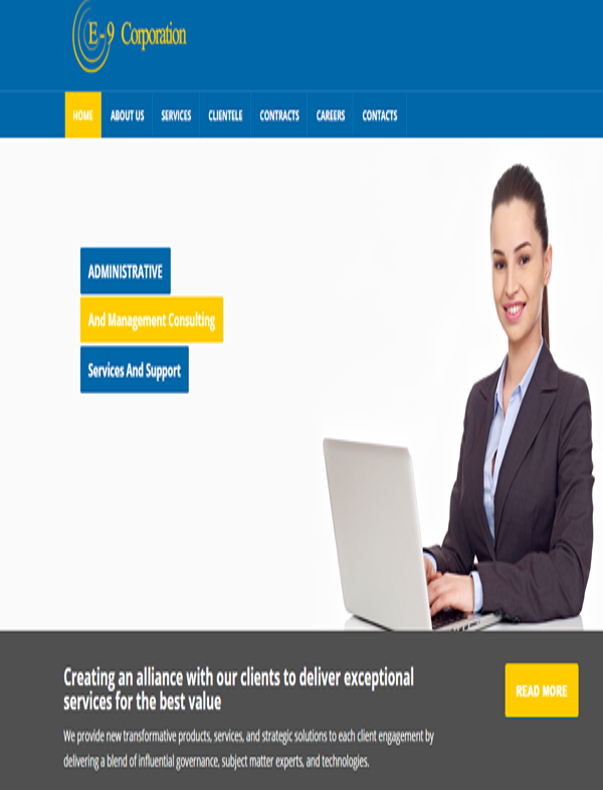 E-9 Corporation
HOME ABOUT US SERVICES CLIENTELE CONTRACTS CAREERS CONTACTS
ADMINISTRATIVE
And Management Consulting
Services And Support
Creating an alliance with our clients to deliver exceptional
services for the best value
READ MORE
We provide new transformative products, services, and strategic solutions to each client engagement by
delivering a blend of influential governance, subject matter experts, and technologies.